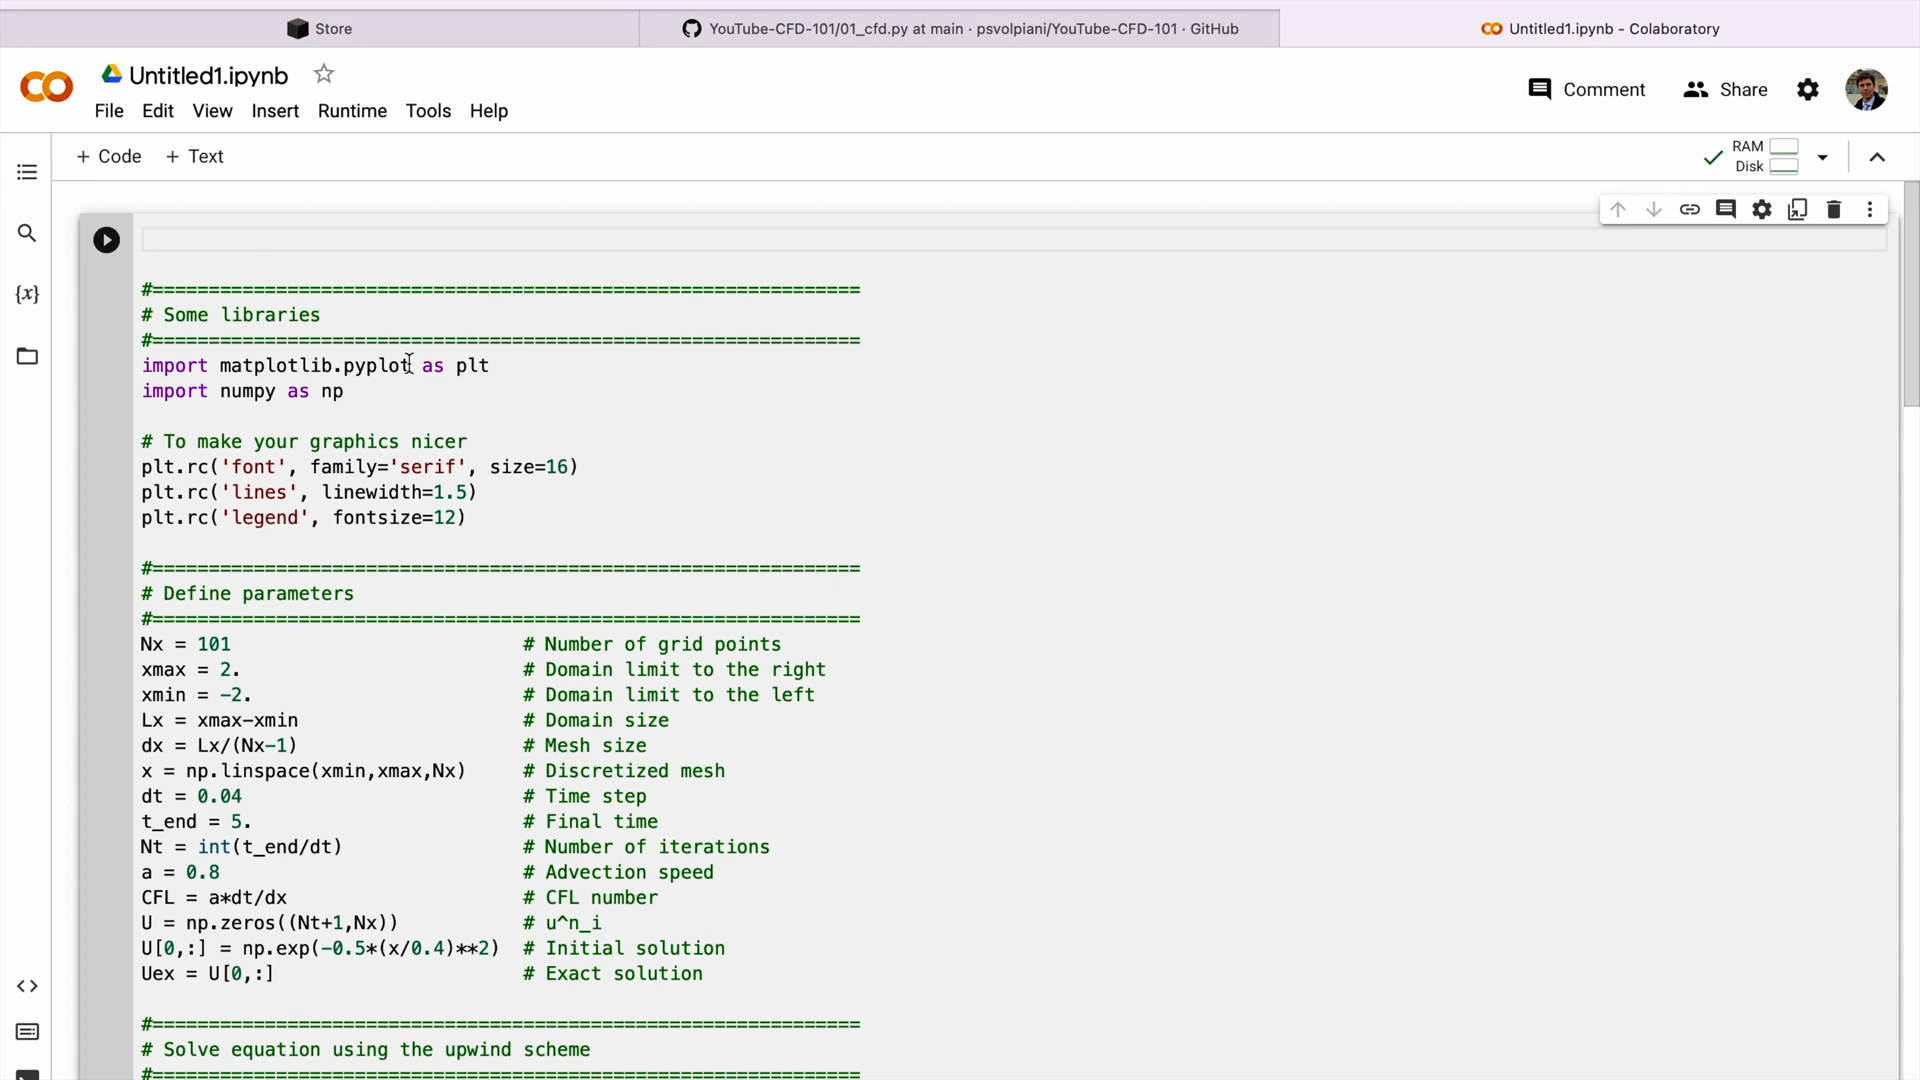 Store
YouTube-CFD-101/01_cfd.py at main · psvolpiani/YouTube-CFD-101 · GitHub
Untitled1.ipynb - Colaboratory
Untitled1.ipynb
Comment
Share
File Edit View Insert Runtime Tools Help
+ Code + Text
RAM
Disk
#===============================================================
# Some libraries
#===============================================================
import matplotlib.pyplot as plt
import numpy as np
# To make your graphics nicer
plt.rc('font', family='serif', size=16)
plt.rc('lines', linewidth=1.5)
plt.rc('legend', fontsize=12)
#===============================================================
# Define parameters
#===============================================================
Nx = 101 # Number of grid points
xmax = 2. # Domain limit to the right
xmin = -2. # Domain limit to the left
Lx = xmax-xmin # Domain size
dx = Lx/(Nx-1) # Mesh size
x = np.linspace(xmin,xmax,Nx) # Discretized mesh
dt = 0.04 # Time step
t_end = 5. # Final time
Nt = int(t_end/dt) # Number of iterations
a = 0.8 # Advection speed
CFL = a*dt/dx # CFL number
U = np.zeros((Nt+1,Nx)) # u^n_i
U[0,:] = np.exp(-0.5*(x/0.4)**2) # Initial solution
Uex = U[0,:] # Exact solution
#===============================================================
# Solve equation using the upwind scheme
#===============================================================
{x}
<>